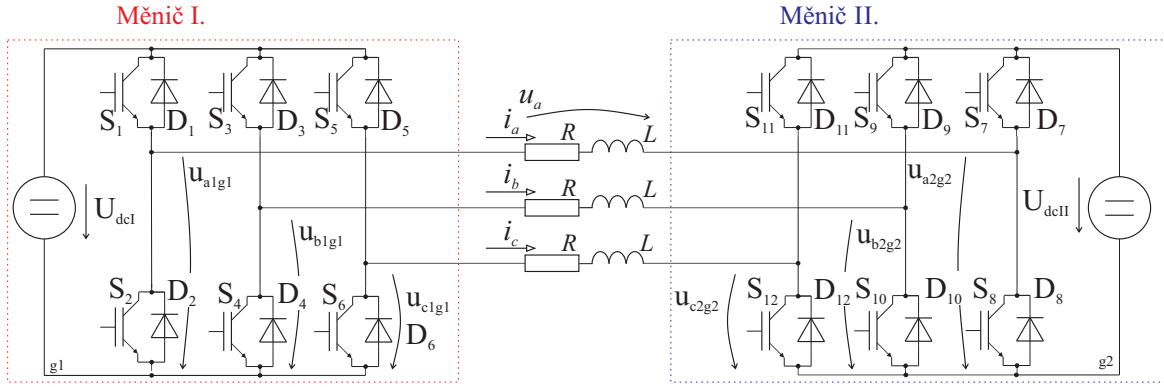 Měnič I.
Měnič II.
S1 D1 S3 D3 S5 D5
ua
ia R L
S11 D11 S9 D9 S7 D7
ua1g1
ua2g2
UdcI
ib R L
UdcII
ub1g1
ub2g2
ic R L
S2 D2 S4 D4 S6 uc1g1
D6
uc2g2
S12 D12 S10 D10 S8 D8
g1
g2